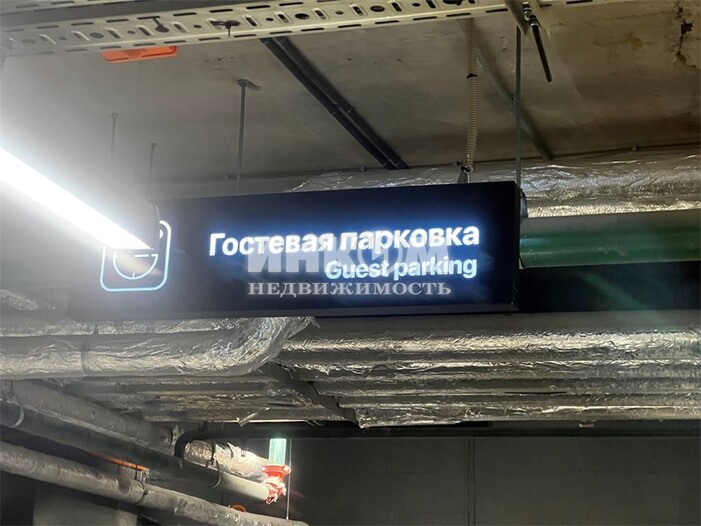 Гостевая парковка
Guest parking
ИНКОМ
НЕДВИЖИМОСТЬ